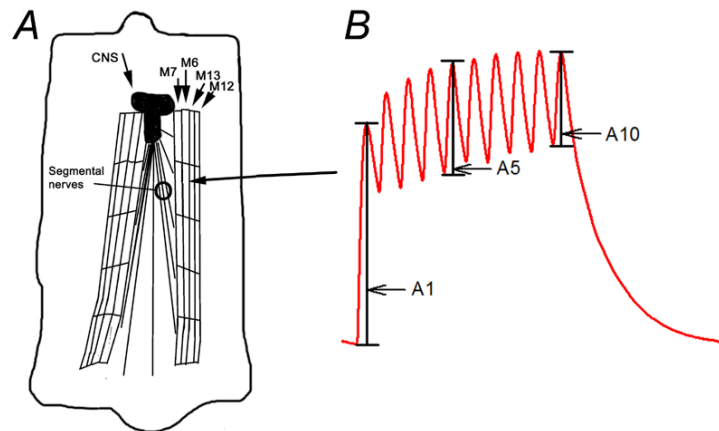 A
CNS
M7
M6
M13
M12
Segmental
nerves
B
A1
A5
A10